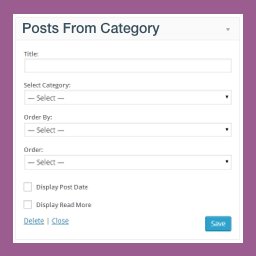 Posts From Category
Title:
Select Category:
— Select —
Order By:
— Select —
Order:
— Select —
Display Post Date
Display Read More
Delete | Close
Save